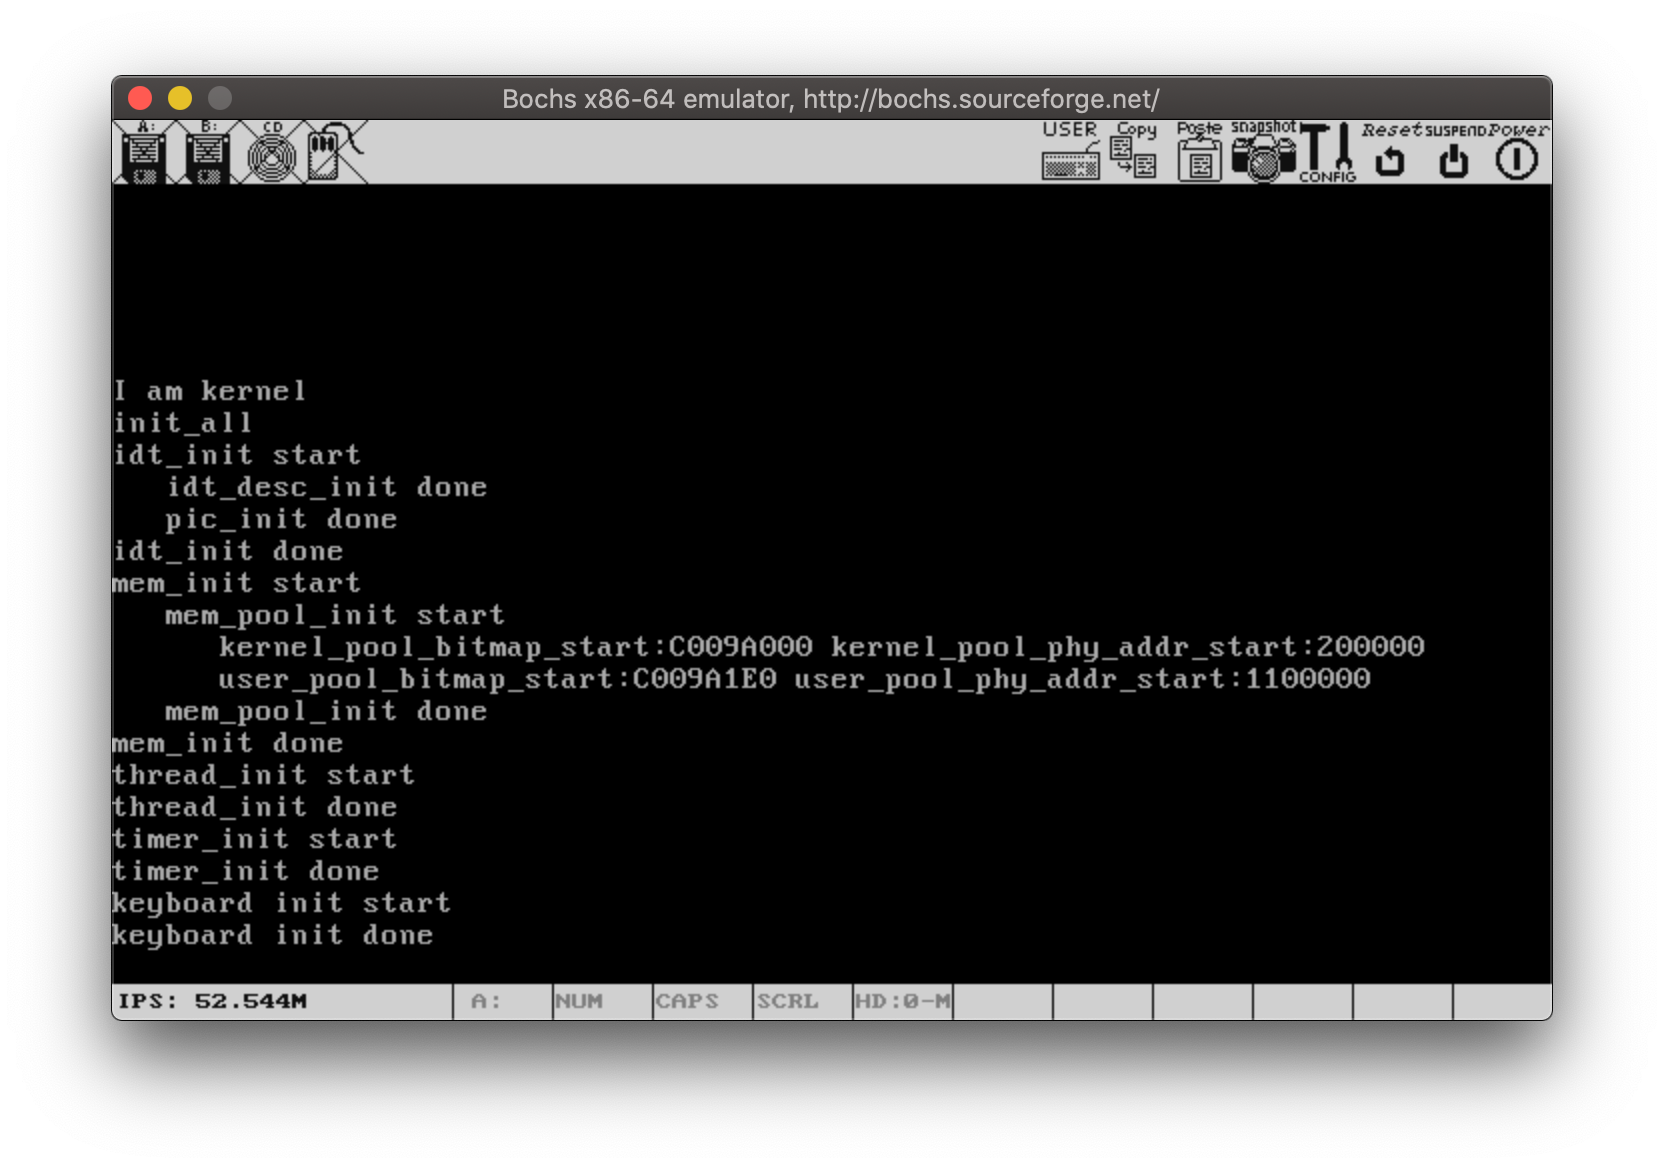 Bochs x86-64 emulator, http://bochs.sourceforge.net/
A: B: CD USER Copy Paste snapshot CONFIG Reset SUSPEND Power
I am kernel
init_all
idt_init start
idt_desc_init done
pic_init done
idt_init done
mem_init start
mem_pool_init start
kernel_pool_bitmap_start:C009A000 kernel_pool_phy_addr_start:200000
user_pool_bitmap_start:C009A1E0 user_pool_phy_addr_start:1100000
mem_pool_init done
mem_init done
thread_init start
thread_init done
timer_init start
timer_init done
keyboard init start
keyboard init done
IPS: 52.544M A: NUM CAPS SCRL HD:0-M